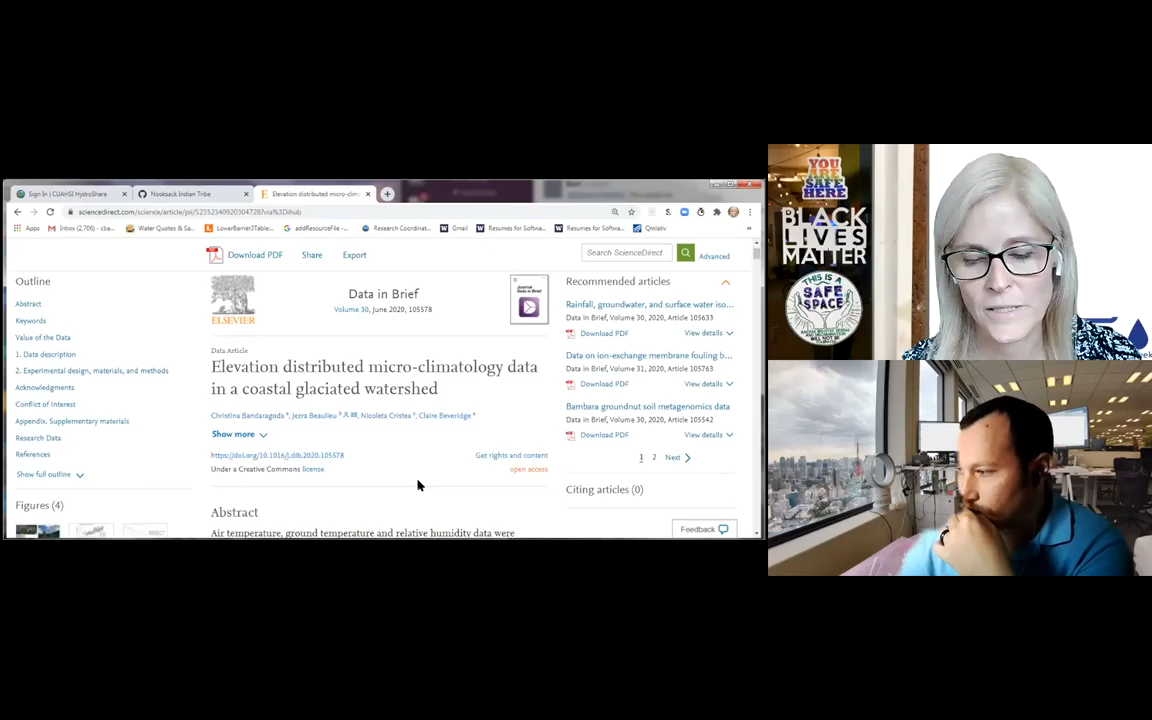 Sign In | CUAHSI HydroShare
Nooksack Indian Tribe
Elevation distributed micro-clim
sciencedirect.com/science/article/pii/S2352340920304728?via%3Dihub
Apps
Inbox (2,706) - cba...
Water Quotes & Sa...
LowerBarrier3Table...
addResourceFile -...
Research Coordinat...
Gmail
Resumes for Softwa...
Resumes for Softwa...
Qmlativ
»
Download PDF
Share
Export
Search ScienceDirect
Advanced
Outline
Abstract
Keywords
Value of the Data
1. Data description
2. Experimental design, materials, and methods
Acknowledgments
Conflict of Interest
Appendix. Supplementary materials
Research Data
References
Show full outline
Figures (4)
ELSEVIER
Data in Brief
Volume 30, June 2020, 105578
Data in Brief
Data Article
Elevation distributed micro-climatology data
in a coastal glaciated watershed
Christina Bandaragoda a, Jezra Beaulieu b, Nicoleta Cristea c, Claire Beveridge a
Show more
https://doi.org/10.1016/j.dib.2020.105578
Get rights and content
Under a Creative Commons license
open access
Abstract
Air temperature, ground temperature and relative humidity data were
Recommended articles
Rainfall, groundwater, and surface water iso...
Data in Brief, Volume 30, 2020, Article 105633
Download PDF
View details
Data on ion-exchange membrane fouling b...
Data in Brief, Volume 31, 2020, Article 105763
Download PDF
View details
Bambara groundnut soil metagenomics data
Data in Brief, Volume 30, 2020, Article 105542
Download PDF
View details
1 2 Next
Citing articles (0)
Feedback
YOU
ARE
SAFE
HERE
BLACK
LIVES
MATTER
THIS IS A
SAFE
SPACE